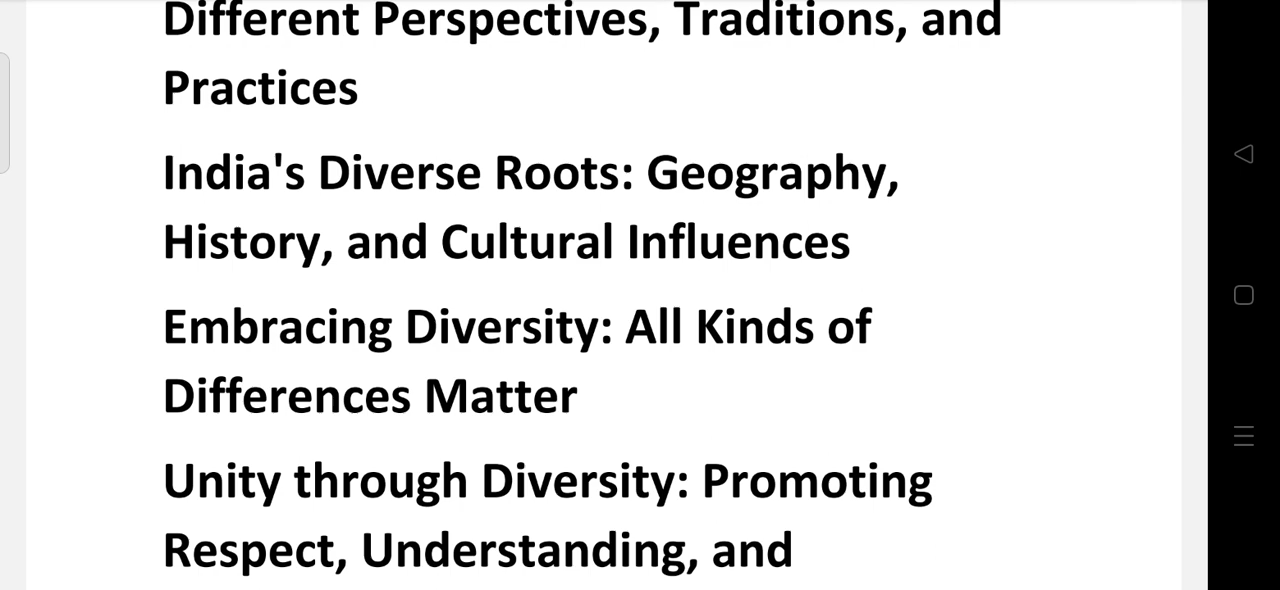 Different Perspectives, Traditions, and
Practices
India's Diverse Roots: Geography,
History, and Cultural Influences
Embracing Diversity: All Kinds of
Differences Matter
Unity through Diversity: Promoting
Respect, Understanding, and